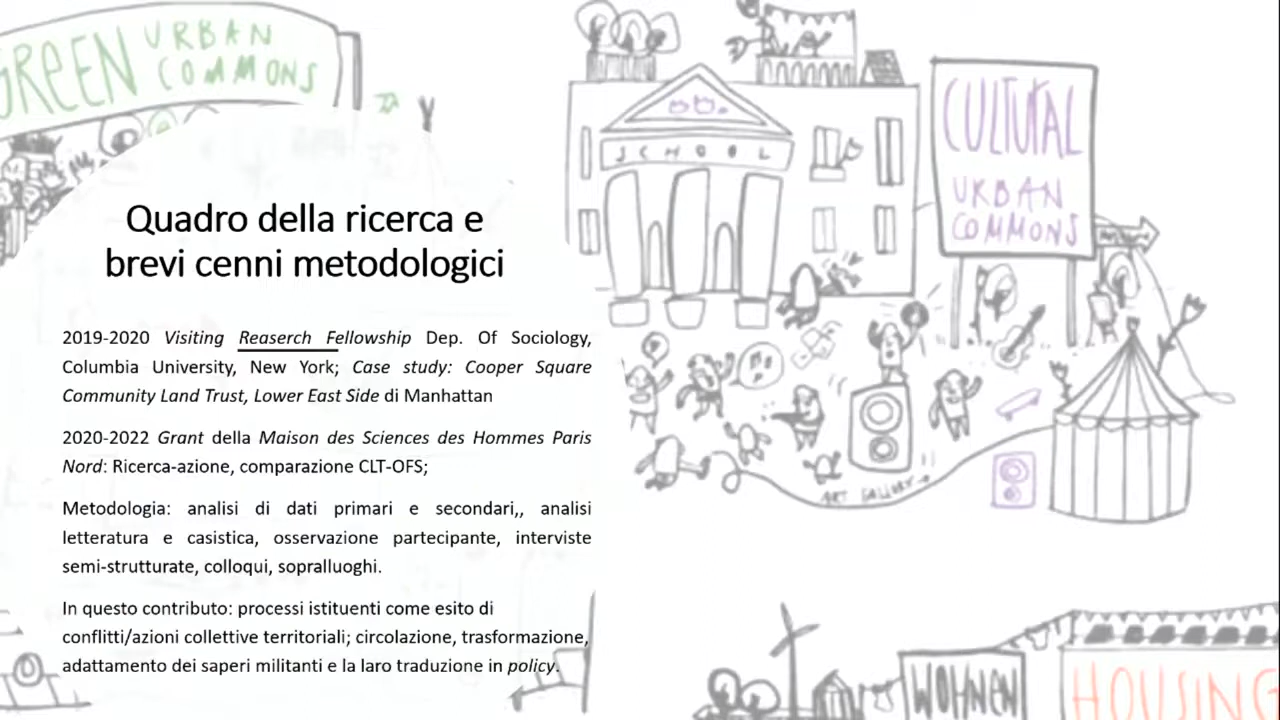 GREEN URBAN
COMMONS
SCHOOL
CULTURAL
URBAN
COMMONS
ART GALLERY
Quadro della ricerca e
brevi cenni metodologici
2019-2020 Visiting Reaserch Fellowship Dep. Of Sociology,
Columbia University, New York; Case study: Cooper Square
Community Land Trust, Lower East Side di Manhattan
2020-2022 Grant della Maison des Sciences des Hommes Paris
Nord: Ricerca-azione, comparazione CLT-OFS;
Metodologia: analisi di dati primari e secondari,, analisi
letteratura e casistica, osservazione partecipante, interviste
semi-strutturate, colloqui, sopralluoghi.
In questo contributo: processi istituenti come esito di
conflitti/azioni collettive territoriali; circolazione, trasformazione,
adattamento dei saperi militanti e la laro traduzione in policy.
WOHNEN
HOUSING